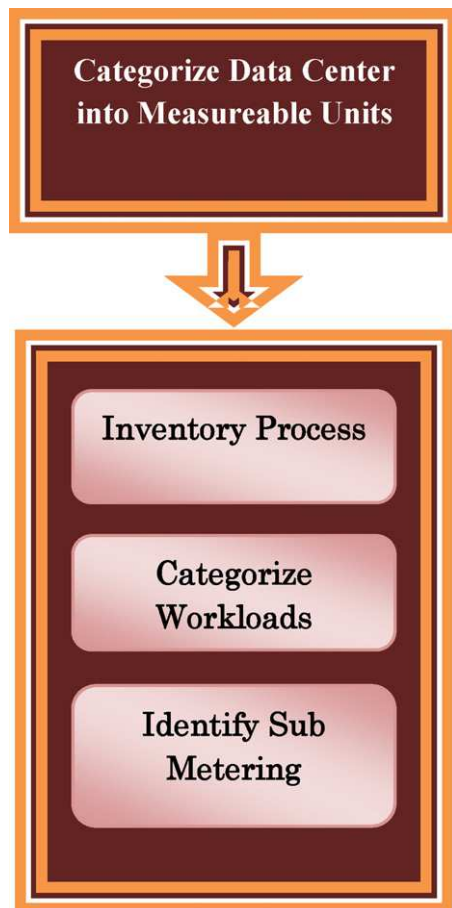 Categorize Data Center
into Measureable Units
Inventory Process
Categorize
Workloads
Identify Sub
Metering